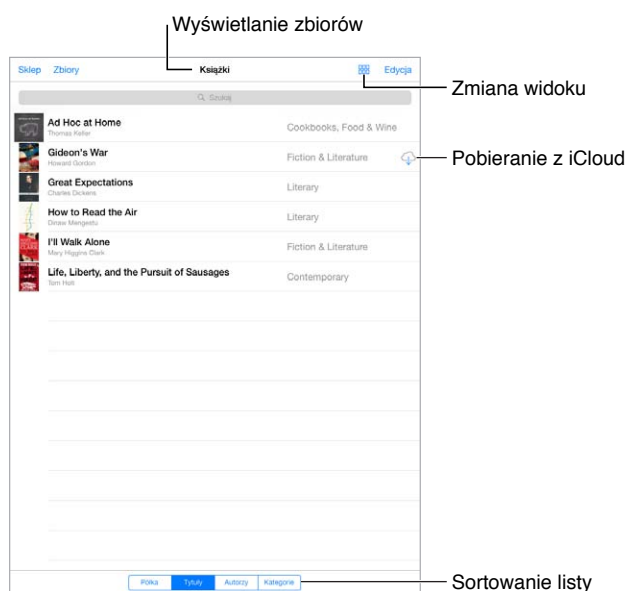 Wyświetlanie zbiorów
Sklep Zbiory Książki Edycja
Zmiana widoku
Szukaj
Ad Hoc at Home
Thomas Keller
Cookbooks, Food & Wine
Gideon's War
Howard Gordon
Fiction & Literature
Pobieranie z iCloud
Great Expectations
Charles Dickens
Literary
How to Read the Air
Dinaw Mengestu
Literary
I'll Walk Alone
Mary Higgins Clark
Fiction & Literature
Life, Liberty, and the Pursuit of Sausages
Tom Holt
Contemporary
Półka Tytuły Autorzy Kategorie
Sortowanie listy